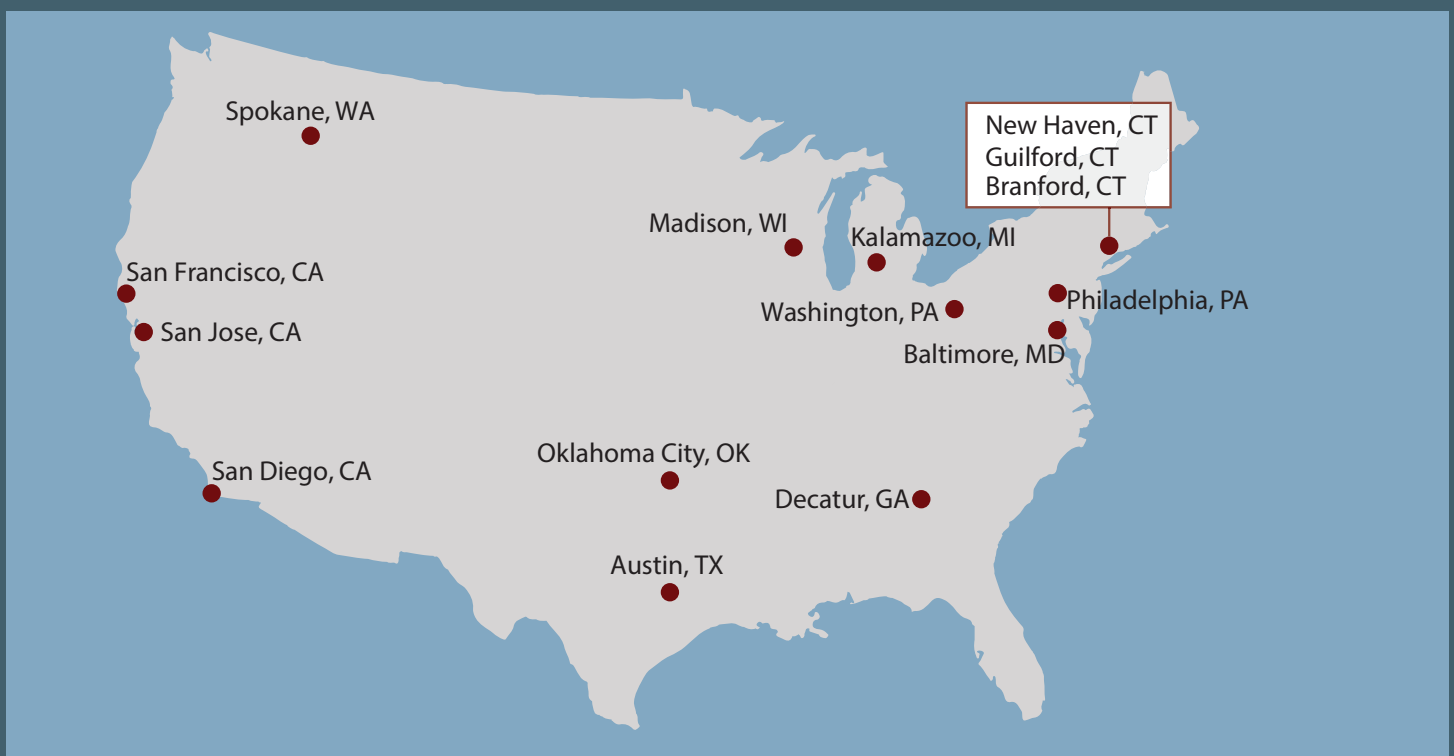 Spokane, WA
New Haven, CT
Guilford, CT
Branford, CT
Madison, WI
Kalamazoo, MI
San Francisco, CA
Philadelphia, PA
Washington, PA
San Jose, CA
Baltimore, MD
Oklahoma City, OK
San Diego, CA
Decatur, GA
Austin, TX